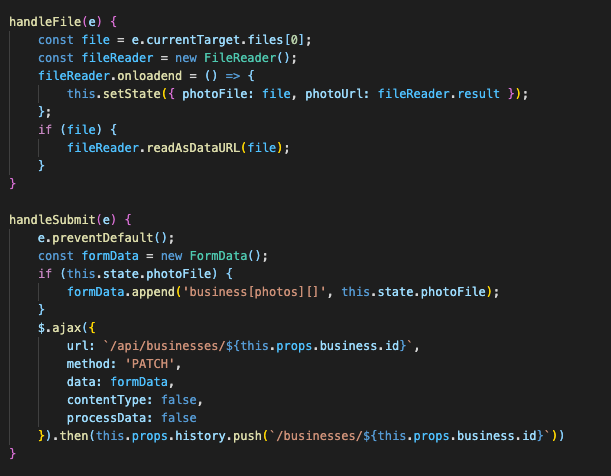 handleFile(e) {
    const file = e.currentTarget.files[0];
    const fileReader = new FileReader();
    fileReader.onloadend = () => {
        this.setState({ photoFile: file, photoUrl: fileReader.result });
    };
    if (file) {
        fileReader.readAsDataURL(file);
    }
}

handleSubmit(e) {
    e.preventDefault();
    const formData = new FormData();
    if (this.state.photoFile) {
        formData.append('business[photos][]', this.state.photoFile);
    }
    $.ajax({
        url: `/api/businesses/${this.props.business.id}`,
        method: 'PATCH',
        data: formData,
        contentType: false,
        processData: false
    }).then(this.props.history.push(`/businesses/${this.props.business.id}`))
}